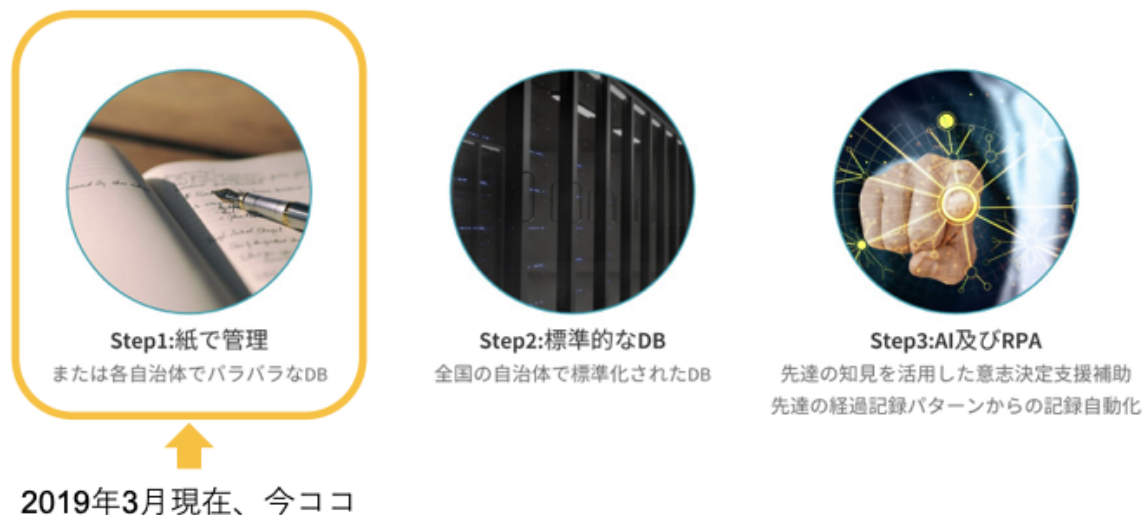 Step1:紙で管理
または各自治体でバラバラなDB
Step2:標準的なDB
全国の自治体で標準化されたDB
Step3:AI及びRPA
先達の知見を活用した意志決定支援補助
先達の経過記録パターンからの記録自動化
2019年3月現在、今ココ